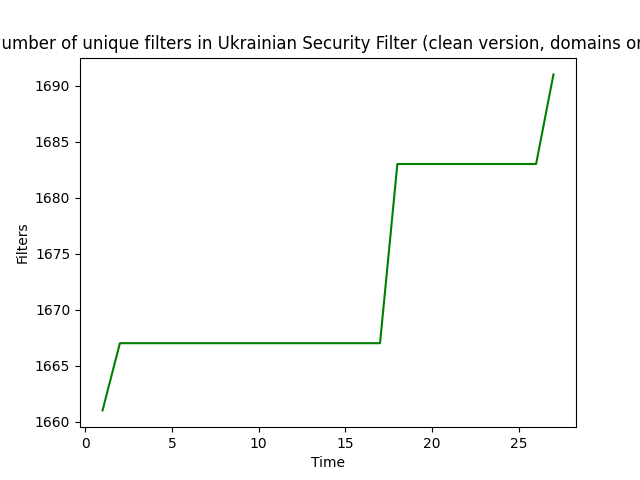 umber of unique filters in Ukrainian Security Filter (clean version, domains or
1690
1685
1680
1675
1670
1665
1660
Filters
0 5 10 15 20 25
Time